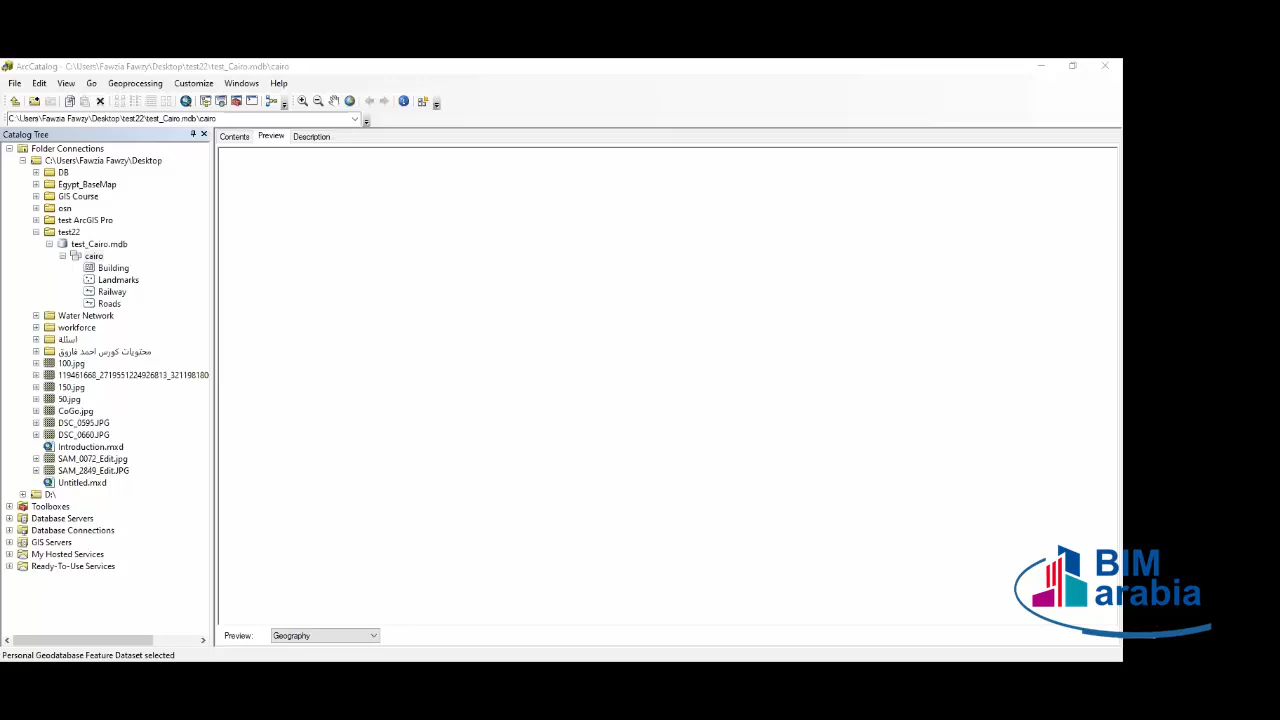 ArcCatalog - C:\Users\Fawzia Fawzy\Desktop\test22\test_Cairo.mdb\cairo
File Edit View Go Geoprocessing Customize Windows Help
C:\Users\Fawzia Fawzy\Desktop\test22\test_Cairo.mdb\cairo
Catalog Tree
Contents Preview Description
Folder Connections
C:\Users\Fawzia Fawzy\Desktop
DB
Egypt_BaseMap
GIS Course
osn
test ArcGIS Pro
test22
test_Cairo.mdb
cairo
Building
Landmarks
Railway
Roads
Water Network
workforce
اسئلة
محتويات كورس احمد فاروق
100.jpg
119461668_2719551224926813_321198180
150.jpg
50.jpg
CoGo.jpg
DSC_0595.JPG
DSC_0660.JPG
Introduction.mxd
SAM_0072_Edit.jpg
SAM_2849_Edit.JPG
Untitled.mxd
D:\
Toolboxes
Database Servers
Database Connections
GIS Servers
My Hosted Services
Ready-To-Use Services
Preview: Geography
Personal Geodatabase Feature Dataset selected
BIM
arabia